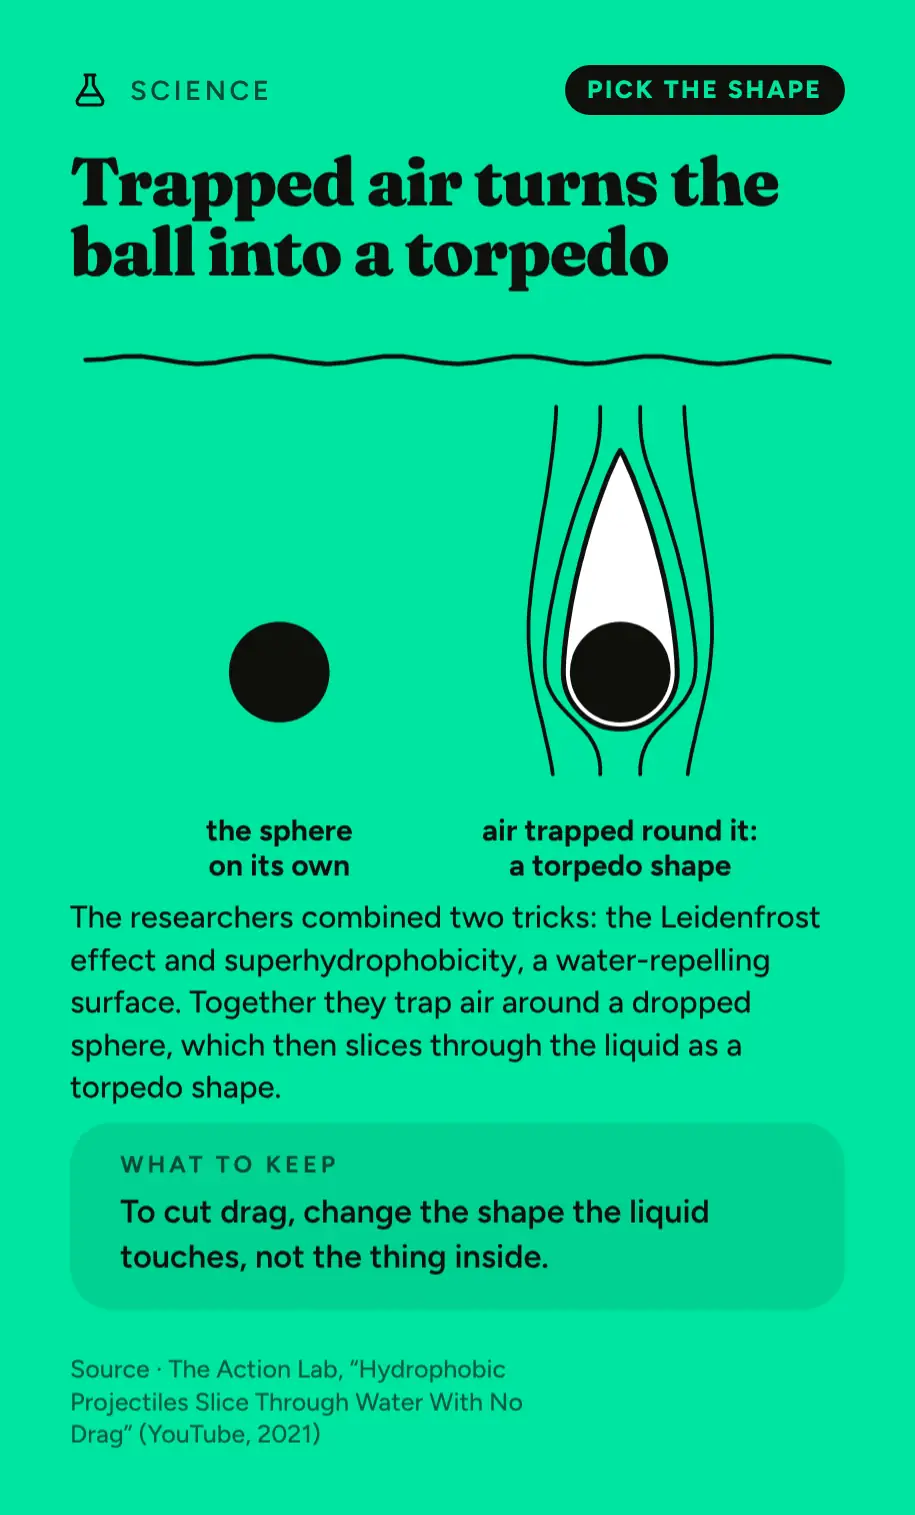 SCIENCE
PICK THE SHAPE
Trapped air turns the
ball into a torpedo
the sphere
on its own
air trapped round it:
a torpedo shape
The researchers combined two tricks: the Leidenfrost
effect and superhydrophobicity, a water-repelling
surface. Together they trap air around a dropped
sphere, which then slices through the liquid as a
torpedo shape.
WHAT TO KEEP
To cut drag, change the shape the liquid
touches, not the thing inside.
Source · The Action Lab, “Hydrophobic
Projectiles Slice Through Water With No
Drag” (YouTube, 2021)